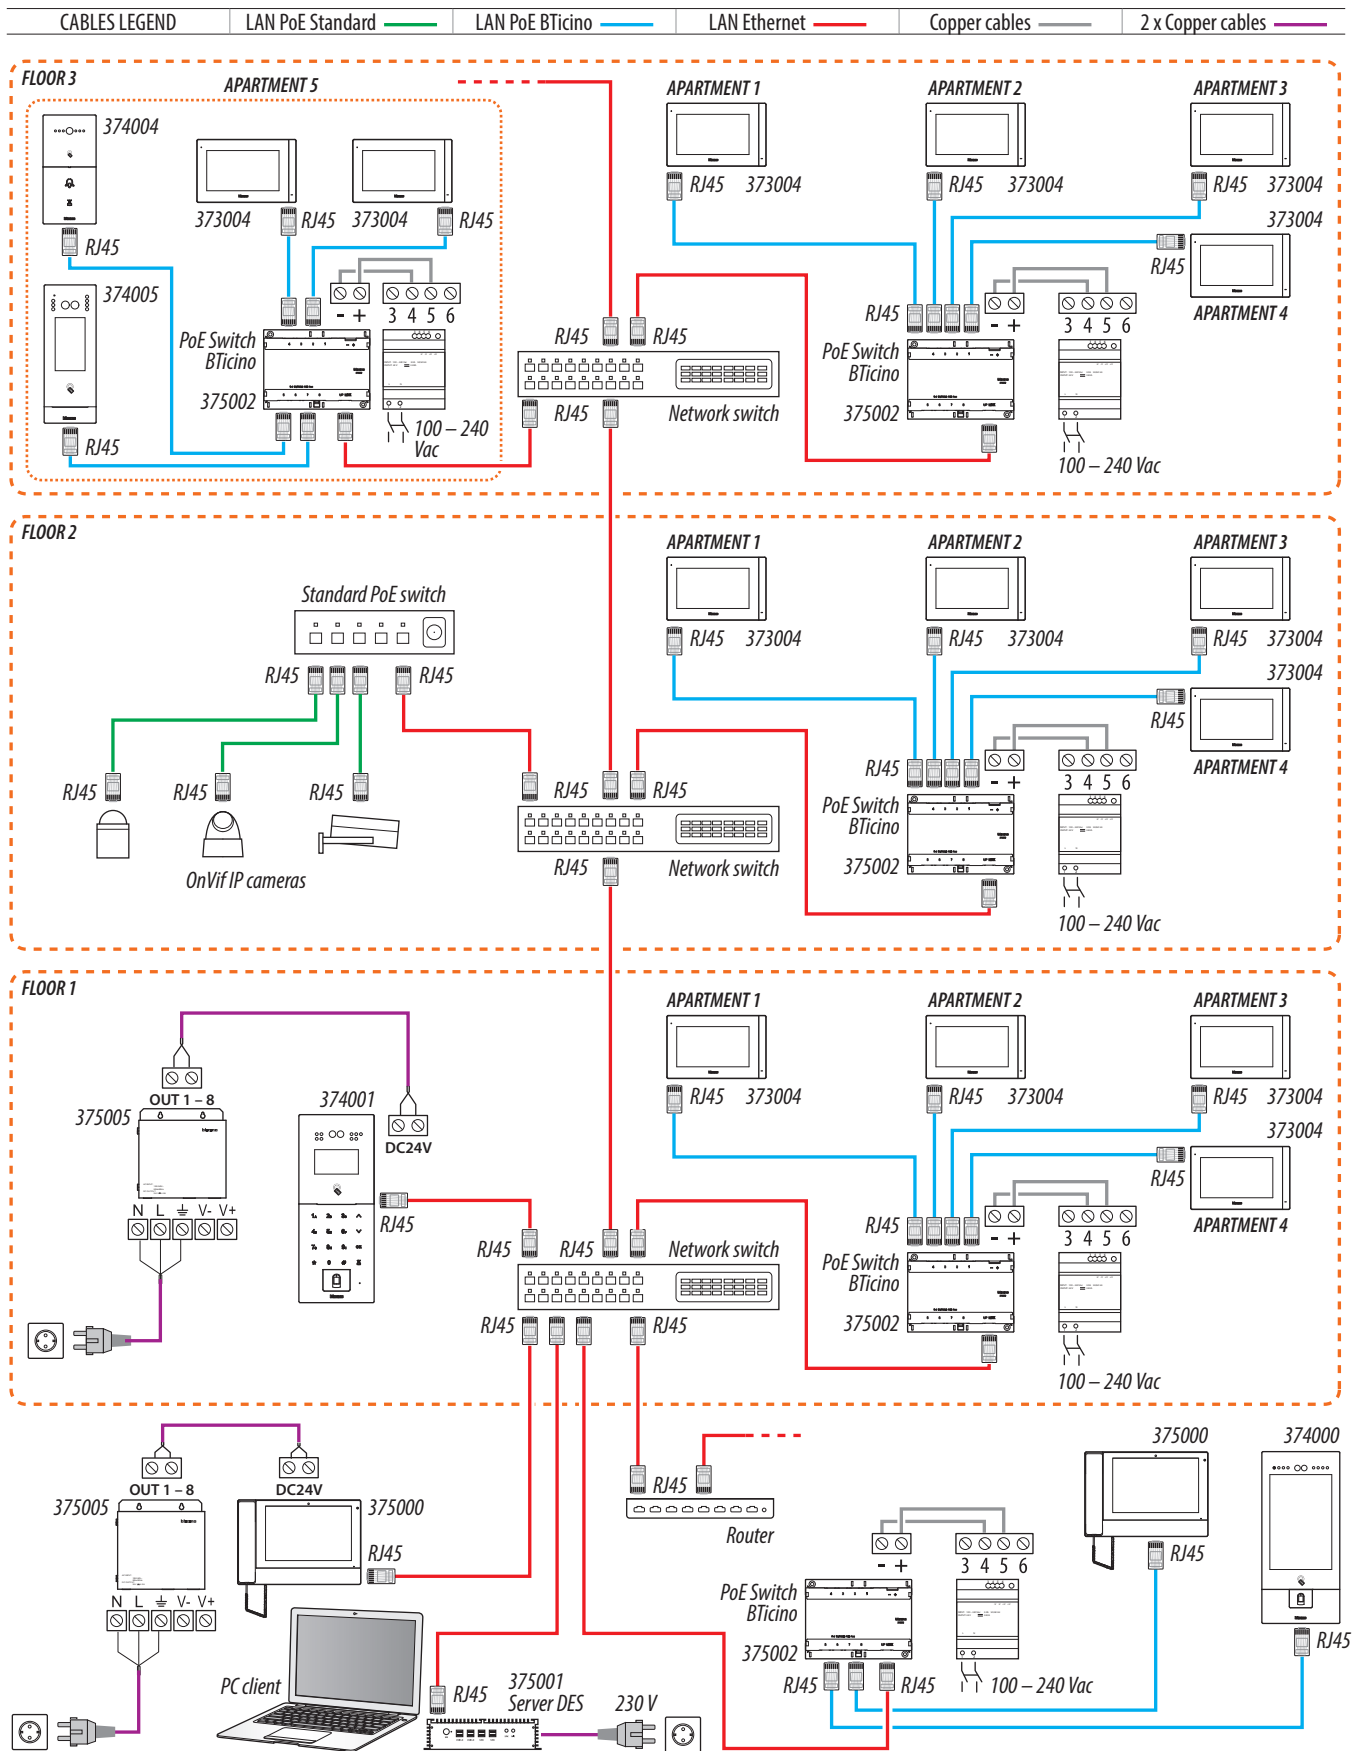 CABLES LEGEND
LAN PoE Standard
LAN PoE BTicino
LAN Ethernet
Copper cables
2 x Copper cables
FLOOR 3
APARTMENT 5
374004
RJ45
374005
RJ45
373004
RJ45
373004
RJ45
- +
3 4 5 6
PoE Switch
BTicino
375002
100 – 240
Vac
RJ45
RJ45
RJ45
Network switch
APARTMENT 1
RJ45 373004
APARTMENT 2
RJ45 373004
APARTMENT 3
RJ45 373004
373004
RJ45
APARTMENT 4
RJ45
- +
3 4 5 6
PoE Switch
BTicino
375002
100 – 240 Vac
FLOOR 2
Standard PoE switch
RJ45
RJ45
RJ45
RJ45
RJ45
OnVif IP cameras
RJ45
RJ45
RJ45
Network switch
APARTMENT 1
RJ45 373004
APARTMENT 2
RJ45 373004
APARTMENT 3
RJ45 373004
373004
RJ45
APARTMENT 4
RJ45
- +
3 4 5 6
PoE Switch
BTicino
375002
100 – 240 Vac
FLOOR 1
OUT 1 – 8
375005
N L V- V+
374001
DC24V
RJ45
RJ45
RJ45
Network switch
RJ45
RJ45
APARTMENT 1
RJ45 373004
APARTMENT 2
RJ45 373004
APARTMENT 3
RJ45 373004
373004
RJ45
APARTMENT 4
RJ45
- +
3 4 5 6
PoE Switch
BTicino
375002
100 – 240 Vac
OUT 1 – 8
375005
N L V- V+
DC24V
375000
RJ45
PC client
RJ45
375001
Server DES
230 V
RJ45
Router
- +
3 4 5 6
PoE Switch
BTicino
375002
RJ45
RJ45
100 – 240 Vac
375000
RJ45
374000
RJ45